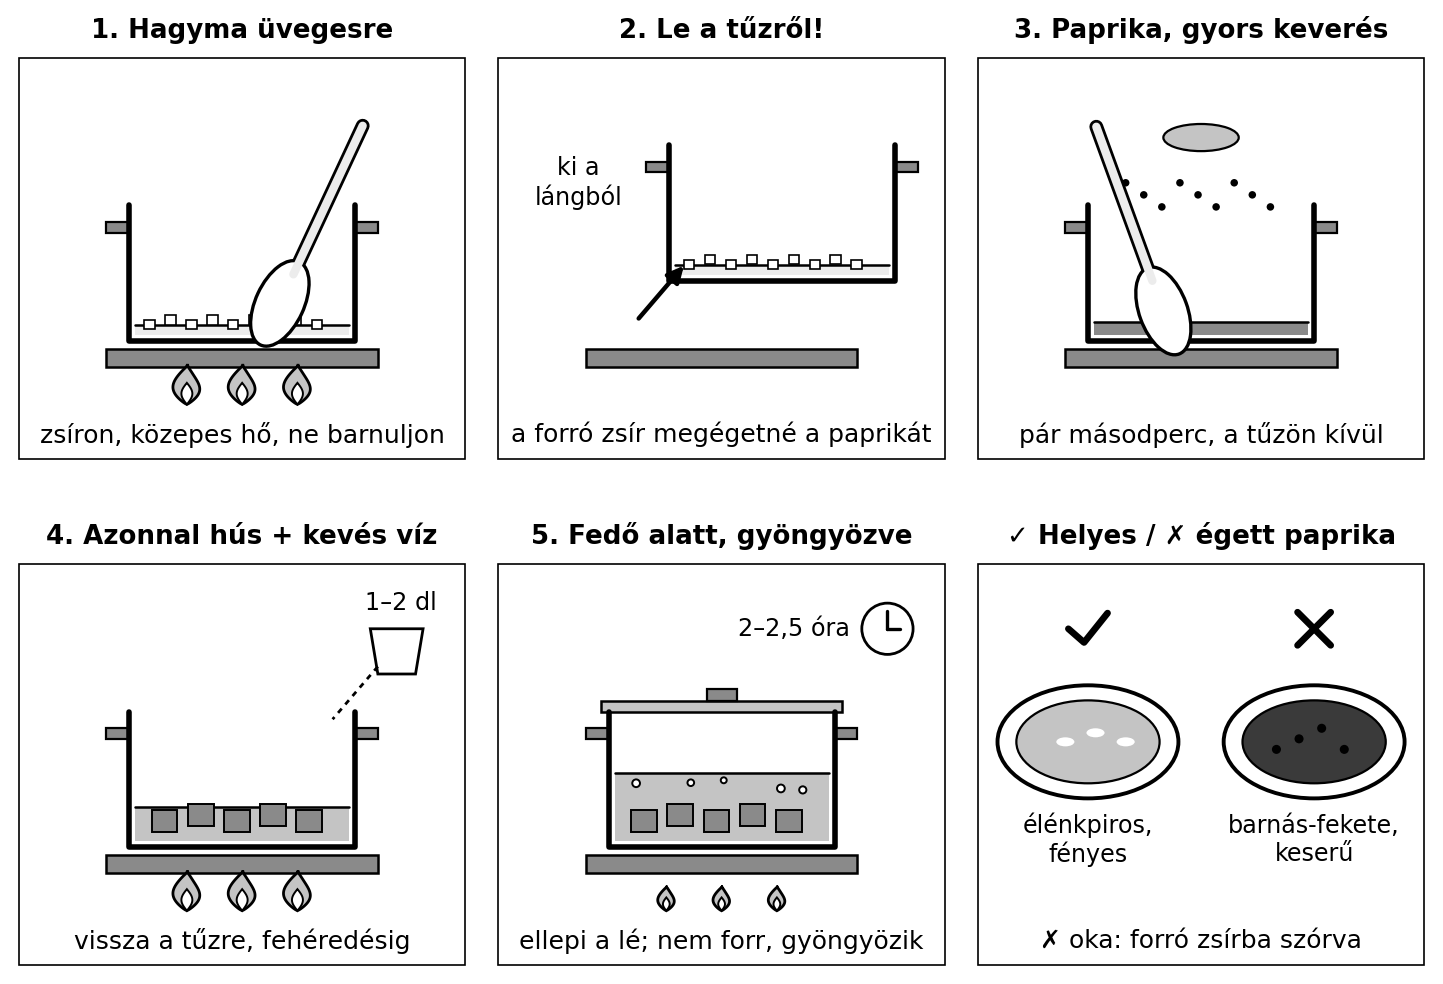 1. Hagyma üvegesre
zsíron, közepes hő, ne barnuljon
2. Le a tűzről!
ki a
lángból
a forró zsír megégetné a paprikát
3. Paprika, gyors keverés
pár másodperc, a tűzön kívül
4. Azonnal hús + kevés víz
1–2 dl
vissza a tűzre, fehéredésig
5. Fedő alatt, gyöngyözve
2–2,5 óra
ellepi a lé; nem forr, gyöngyözik
✓ Helyes / ✗ égett paprika
élénkpiros,
fényes
barnás-fekete,
keserű
✗ oka: forró zsírba szórva